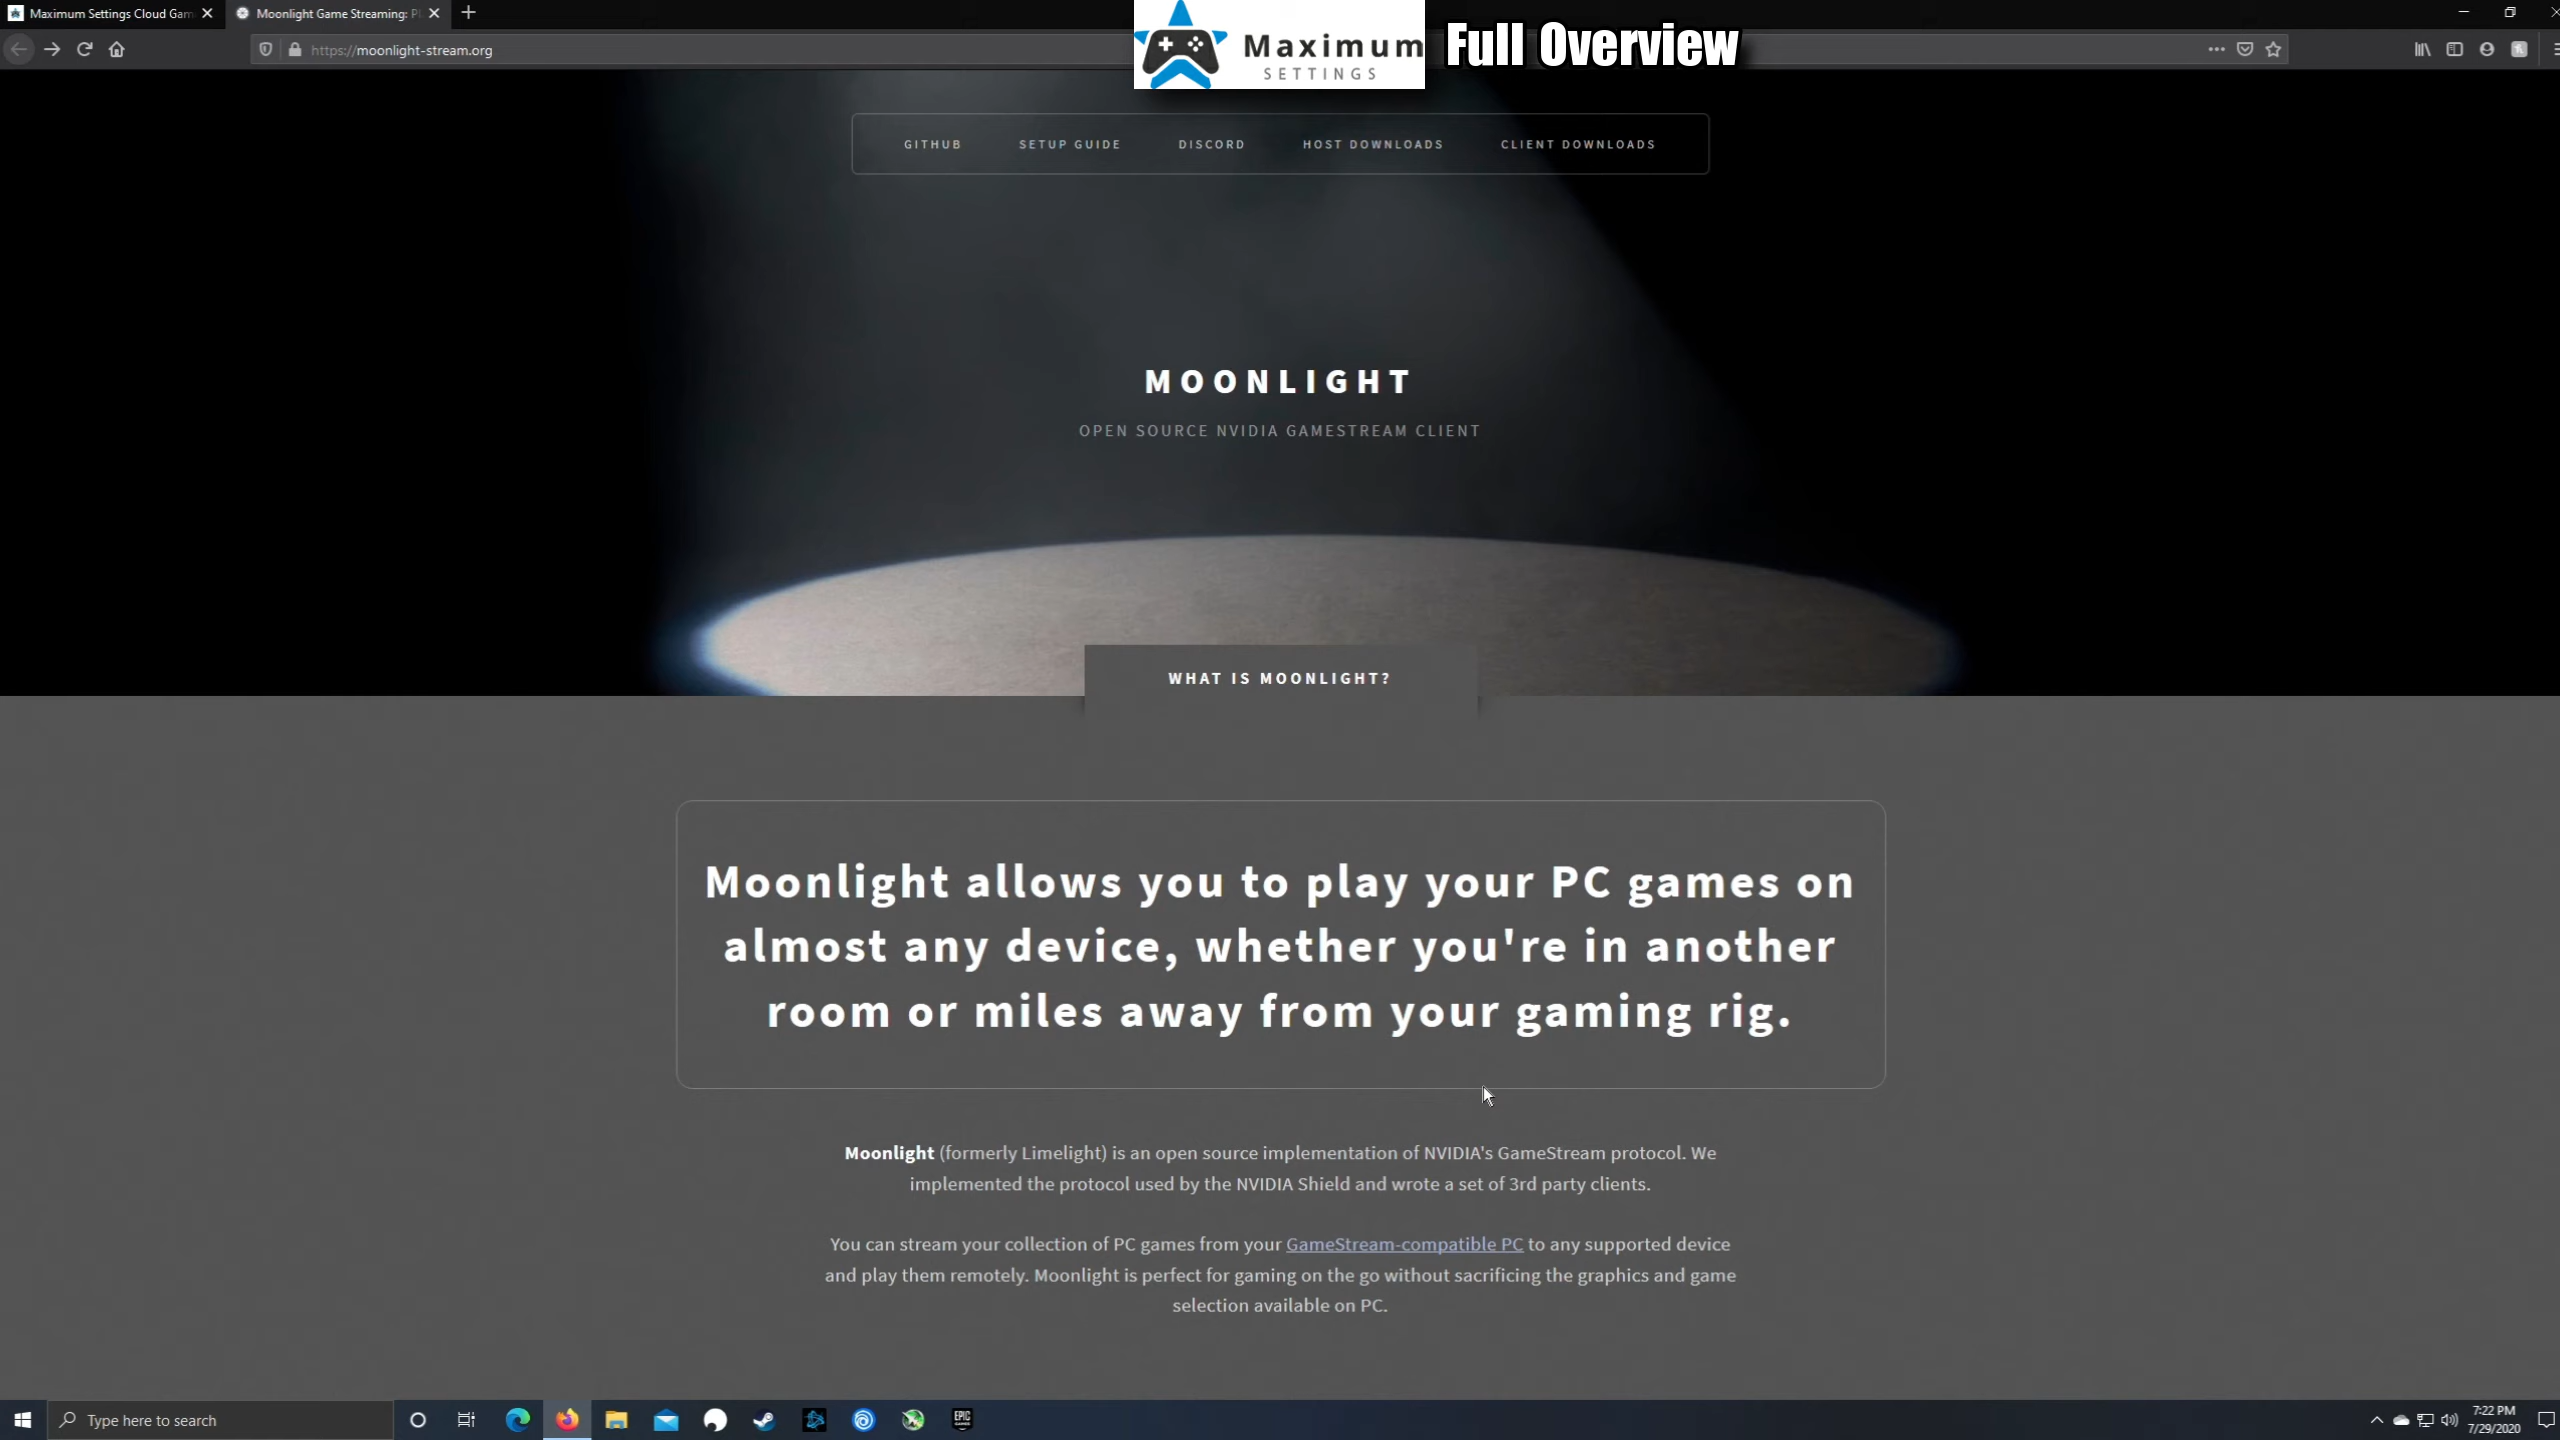 Maximum Settings Cloud Gam
Moonlight Game Streaming: Pl
https://moonlight-stream.org
Maximum
SETTINGS
Full Overview
GITHUB
SETUP GUIDE
DISCORD
HOST DOWNLOADS
CLIENT DOWNLOADS
MOONLIGHT
OPEN SOURCE NVIDIA GAMESTREAM CLIENT
WHAT IS MOONLIGHT?
Moonlight allows you to play your PC games on
almost any device, whether you're in another
room or miles away from your gaming rig.
Moonlight (formerly Limelight) is an open source implementation of NVIDIA's GameStream protocol. We
implemented the protocol used by the NVIDIA Shield and wrote a set of 3rd party clients.
You can stream your collection of PC games from your GameStream-compatible PC to any supported device
and play them remotely. Moonlight is perfect for gaming on the go without sacrificing the graphics and game
selection available on PC.
Type here to search
EPIC
GAMES
7:22 PM
7/29/2020